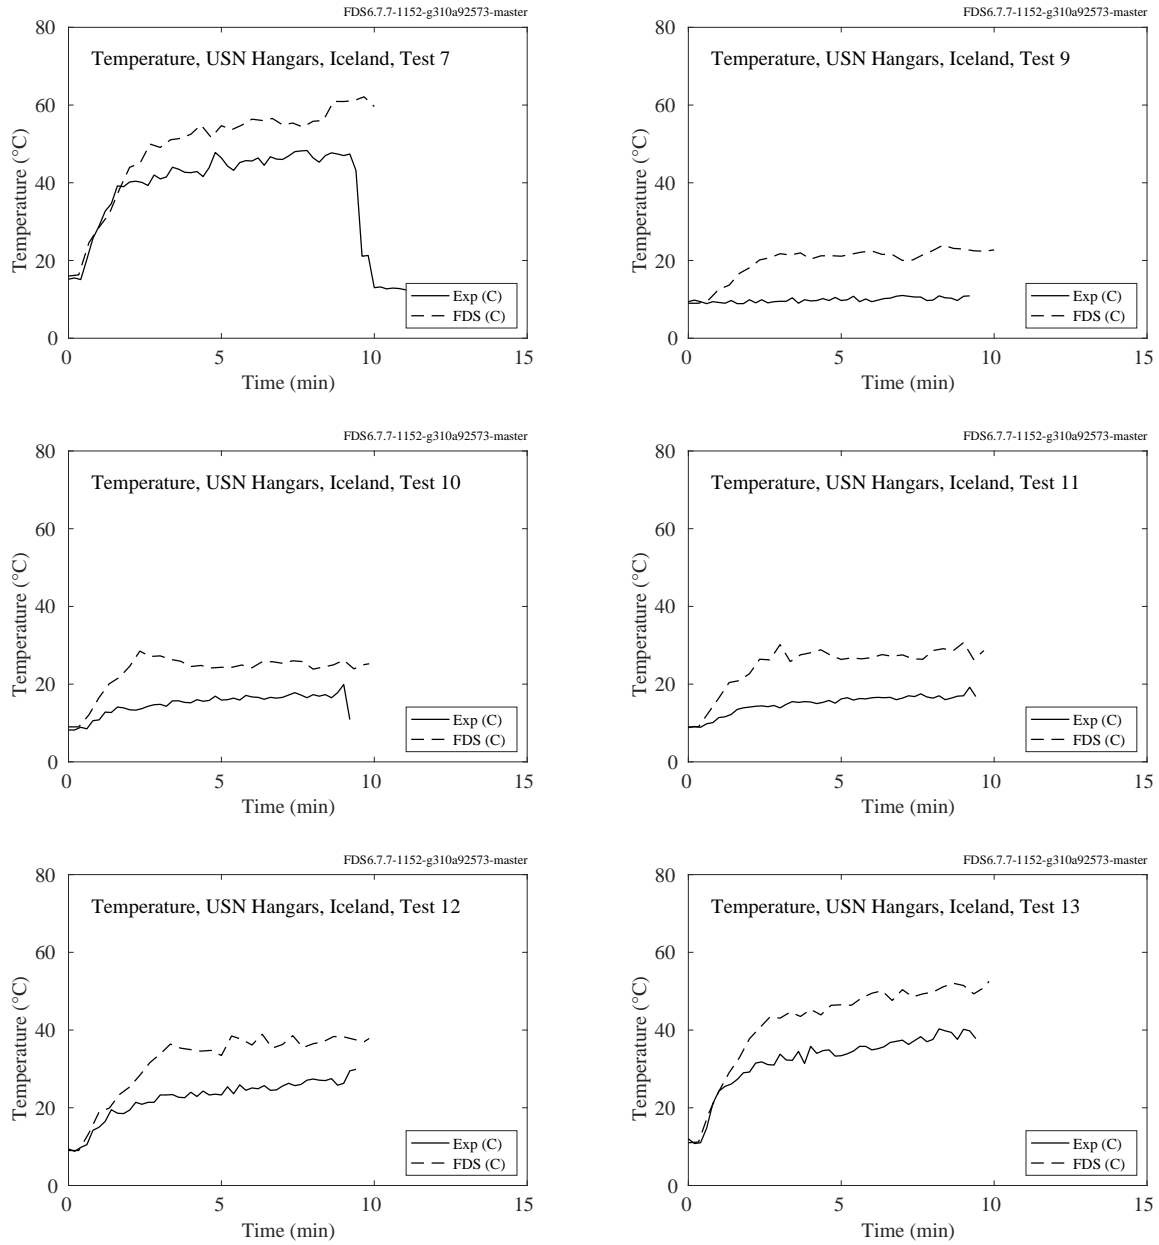 FDS6.7.7-1152-g310a92573-master
Temperature, USN Hangars, Iceland, Test 7
80
60
40
20
0
Temperature (°C)
0 5 10 15
Time (min)
Exp (C)
FDS (C)
FDS6.7.7-1152-g310a92573-master
Temperature, USN Hangars, Iceland, Test 9
80
60
40
20
0
Temperature (°C)
0 5 10 15
Time (min)
Exp (C)
FDS (C)
FDS6.7.7-1152-g310a92573-master
Temperature, USN Hangars, Iceland, Test 10
80
60
40
20
0
Temperature (°C)
0 5 10 15
Time (min)
Exp (C)
FDS (C)
FDS6.7.7-1152-g310a92573-master
Temperature, USN Hangars, Iceland, Test 11
80
60
40
20
0
Temperature (°C)
0 5 10 15
Time (min)
Exp (C)
FDS (C)
FDS6.7.7-1152-g310a92573-master
Temperature, USN Hangars, Iceland, Test 12
80
60
40
20
0
Temperature (°C)
0 5 10 15
Time (min)
Exp (C)
FDS (C)
FDS6.7.7-1152-g310a92573-master
Temperature, USN Hangars, Iceland, Test 13
80
60
40
20
0
Temperature (°C)
0 5 10 15
Time (min)
Exp (C)
FDS (C)